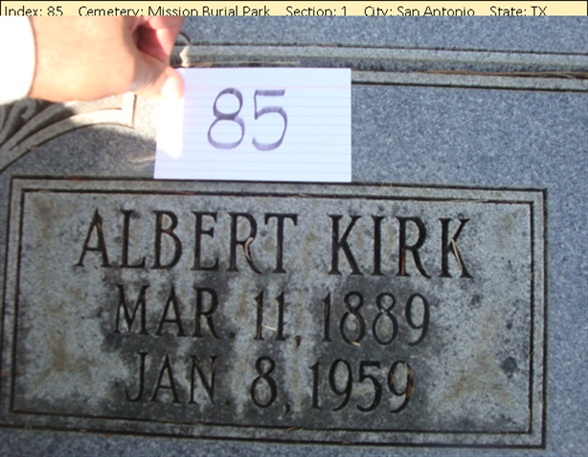 Index: 85 Cemetery: Mission Burial Park Section: 1 City: San Antonio State: TX
85
ALBERT KIRK
MAR. 11, 1889
JAN 8, 1959